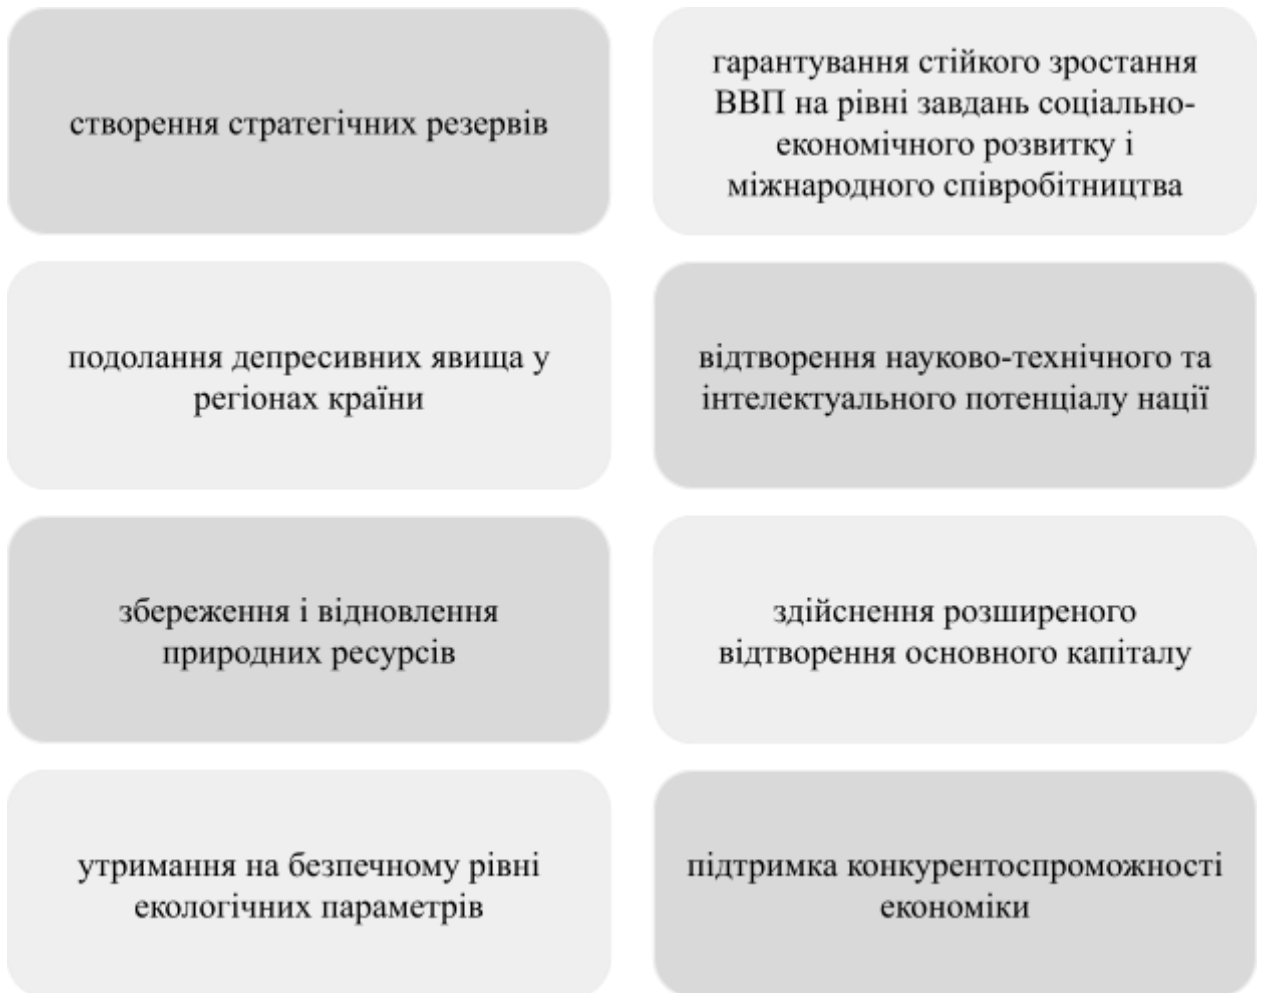 створення стратегічних резервів
гарантування стійкого зростання
ВВП на рівні завдань соціально-
економічного розвитку і
міжнародного співробітництва
подолання депресивних явища у
регіонах країни
відтворення науково-технічного та
інтелектуального потенціалу нації
збереження і відновлення
природних ресурсів
здійснення розширеного
відтворення основного капіталу
утримання на безпечному рівні
екологічних параметрів
підтримка конкурентоспроможності
економіки